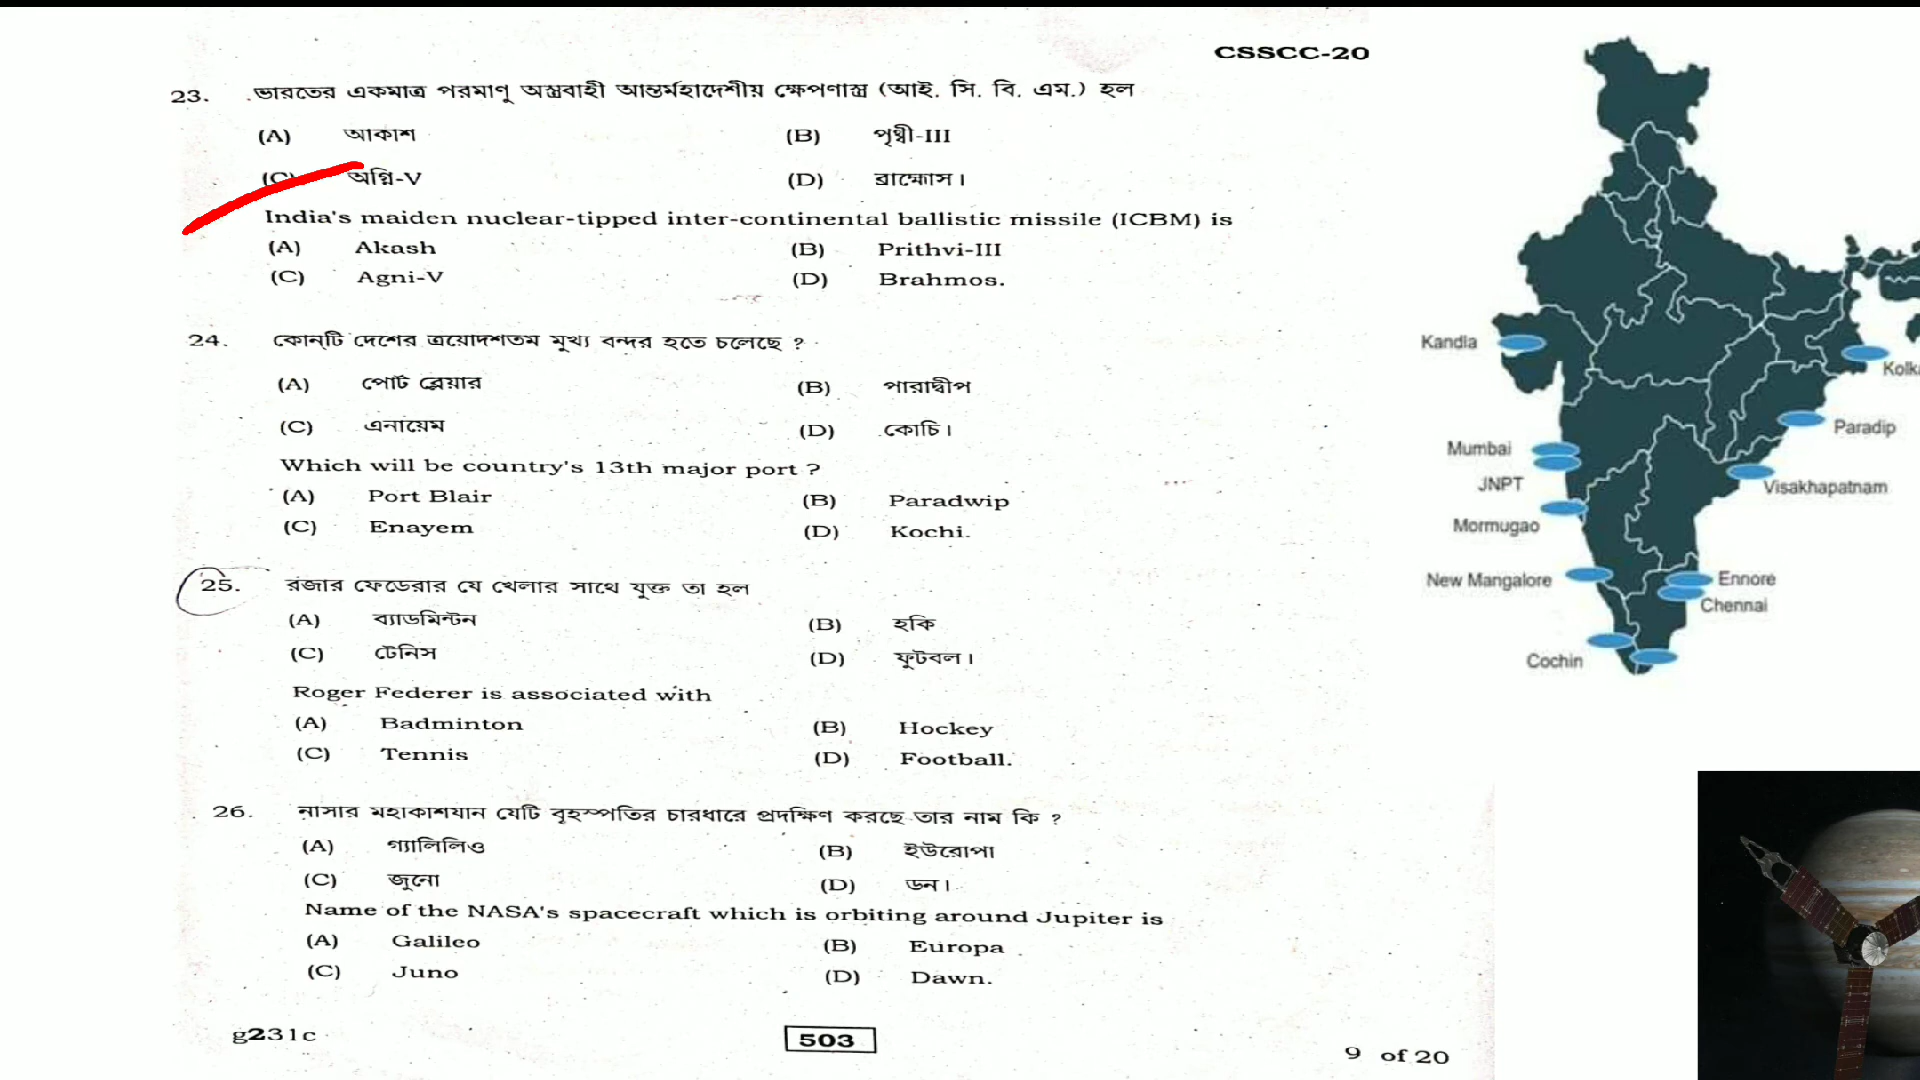 CSSCC-20
23. ভারতের একমাত্র পরমাণু অস্ত্রবাহী আন্তর্মহাদেশীয় ক্ষেপণাস্ত্র (আই. সি. বি. এম.) হল
(A) আকাশ (B) পৃথ্বী-III
(C) অগ্নি-V (D) ব্রাহ্মোস।
India's maiden nuclear-tipped inter-continental ballistic missile (ICBM) is
(A) Akash (B) Prithvi-III
(C) Agni-V (D) Brahmos.
24. কোন্‌টি দেশের ত্রয়োদশতম মুখ্য বন্দর হতে চলেছে ?
(A) পোর্ট ব্লেয়ার (B) পারাদ্বীপ
(C) এনায়েম (D) কোচি।
Which will be country's 13th major port ?
(A) Port Blair (B) Paradwip
(C) Enayem (D) Kochi.
25. রজার ফেডেরার যে খেলার সাথে যুক্ত তা হল
(A) ব্যাডমিন্টন (B) হকি
(C) টেনিস (D) ফুটবল।
Roger Federer is associated with
(A) Badminton (B) Hockey
(C) Tennis (D) Football.
26. নাসার মহাকাশযান যেটি বৃহস্পতির চারধারে প্রদক্ষিণ করছে তার নাম কি ?
(A) গ্যালিলিও (B) ইউরোপা
(C) জুনো (D) ডন।
Name of the NASA's spacecraft which is orbiting around Jupiter is
(A) Galileo (B) Europa
(C) Juno (D) Dawn.
g231c 503 9 of 20
Kandla
Paradip
Mumbai
JNPT
Visakhapatnam
Mormugao
New Mangalore
Ennore
Chennai
Cochin